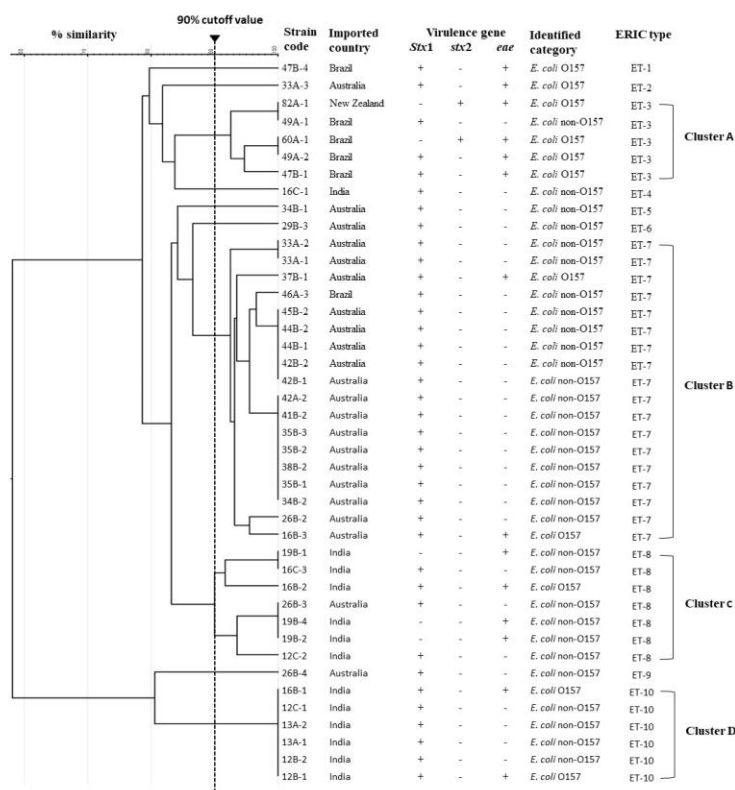 90% cutoff value
% similarity
Strain code Imported country Virulence gene Identified category ERIC type
Stx1 stx2 eae
47B-4 Brazil + - + E. coli O157 ET-1
33A-3 Australia + - + E. coli O157 ET-2
82A-1 New Zealand - + + E. coli O157 ET-3
49A-1 Brazil + - - E. coli non-O157 ET-3
60A-1 Brazil - + + E. coli O157 ET-3
49A-2 Brazil + - + E. coli O157 ET-3
47B-1 Brazil + - + E. coli O157 ET-3
Cluster A
16C-1 India + - - E. coli non-O157 ET-4
34B-1 Australia + - - E. coli non-O157 ET-5
29B-3 Australia + - - E. coli non-O157 ET-6
33A-2 Australia + - - E. coli non-O157 ET-7
33A-1 Australia + - - E. coli non-O157 ET-7
37B-1 Australia + - + E. coli O157 ET-7
46A-3 Brazil + - - E. coli non-O157 ET-7
45B-2 Australia + - - E. coli non-O157 ET-7
44B-2 Australia + - - E. coli non-O157 ET-7
44B-1 Australia + - - E. coli non-O157 ET-7
42B-2 Australia + - - E. coli non-O157 ET-7
42B-1 Australia + - - E. coli non-O157 ET-7
Cluster B
42A-2 Australia + - - E. coli non-O157 ET-7
41B-2 Australia + - - E. coli non-O157 ET-7
35B-3 Australia + - - E. coli non-O157 ET-7
35B-2 Australia + - - E. coli non-O157 ET-7
38B-2 Australia + - - E. coli non-O157 ET-7
35B-1 Australia + - - E. coli non-O157 ET-7
34B-2 Australia + - - E. coli non-O157 ET-7
26B-2 Australia + - - E. coli non-O157 ET-7
16B-3 Australia + - + E. coli O157 ET-7
19B-1 India - - + E. coli non-O157 ET-8
16C-3 India + - - E. coli non-O157 ET-8
16B-2 India + - + E. coli O157 ET-8
26B-3 Australia + - - E. coli non-O157 ET-8
Cluster C
19B-4 India - - + E. coli non-O157 ET-8
19B-2 India - - + E. coli non-O157 ET-8
12C-2 India + - - E. coli non-O157 ET-8
26B-4 Australia + - - E. coli non-O157 ET-9
16B-1 India + - + E. coli O157 ET-10
12C-1 India + - - E. coli non-O157 ET-10
13A-2 India + - - E. coli non-O157 ET-10
Cluster D
13A-1 India + - - E. coli non-O157 ET-10
12B-2 India + - - E. coli non-O157 ET-10
12B-1 India + - + E. coli O157 ET-10